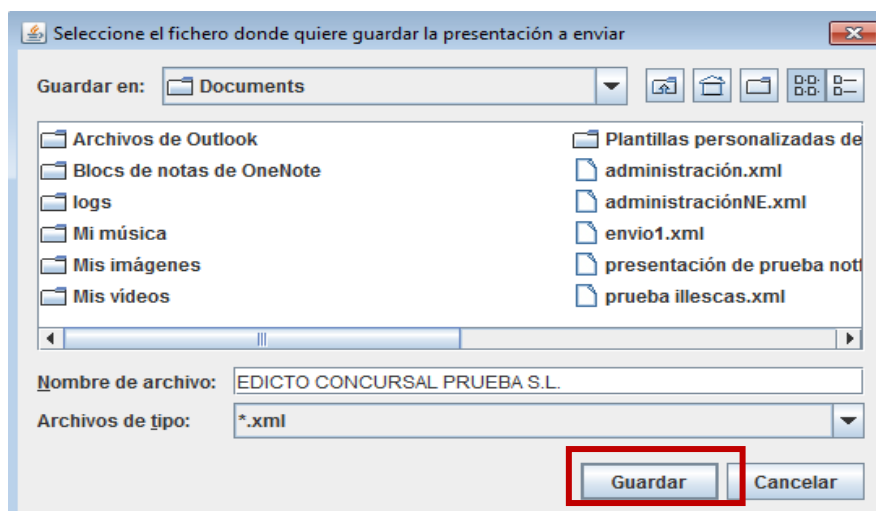 Seleccione el fichero donde quiere guardar la presentación a enviar
Guardar en: Documents
Archivos de Outlook
Blocs de notas de OneNote
logs
Mi música
Mis imágenes
Mis vídeos
Plantillas personalizadas de
administración.xml
administraciónNE.xml
envio1.xml
presentación de prueba
prueba illescas.xml
Nombre de archivo: EDICTO CONCURSAL PRUEBA S.L.
Archivos de tipo: *.xml
Guardar Cancelar